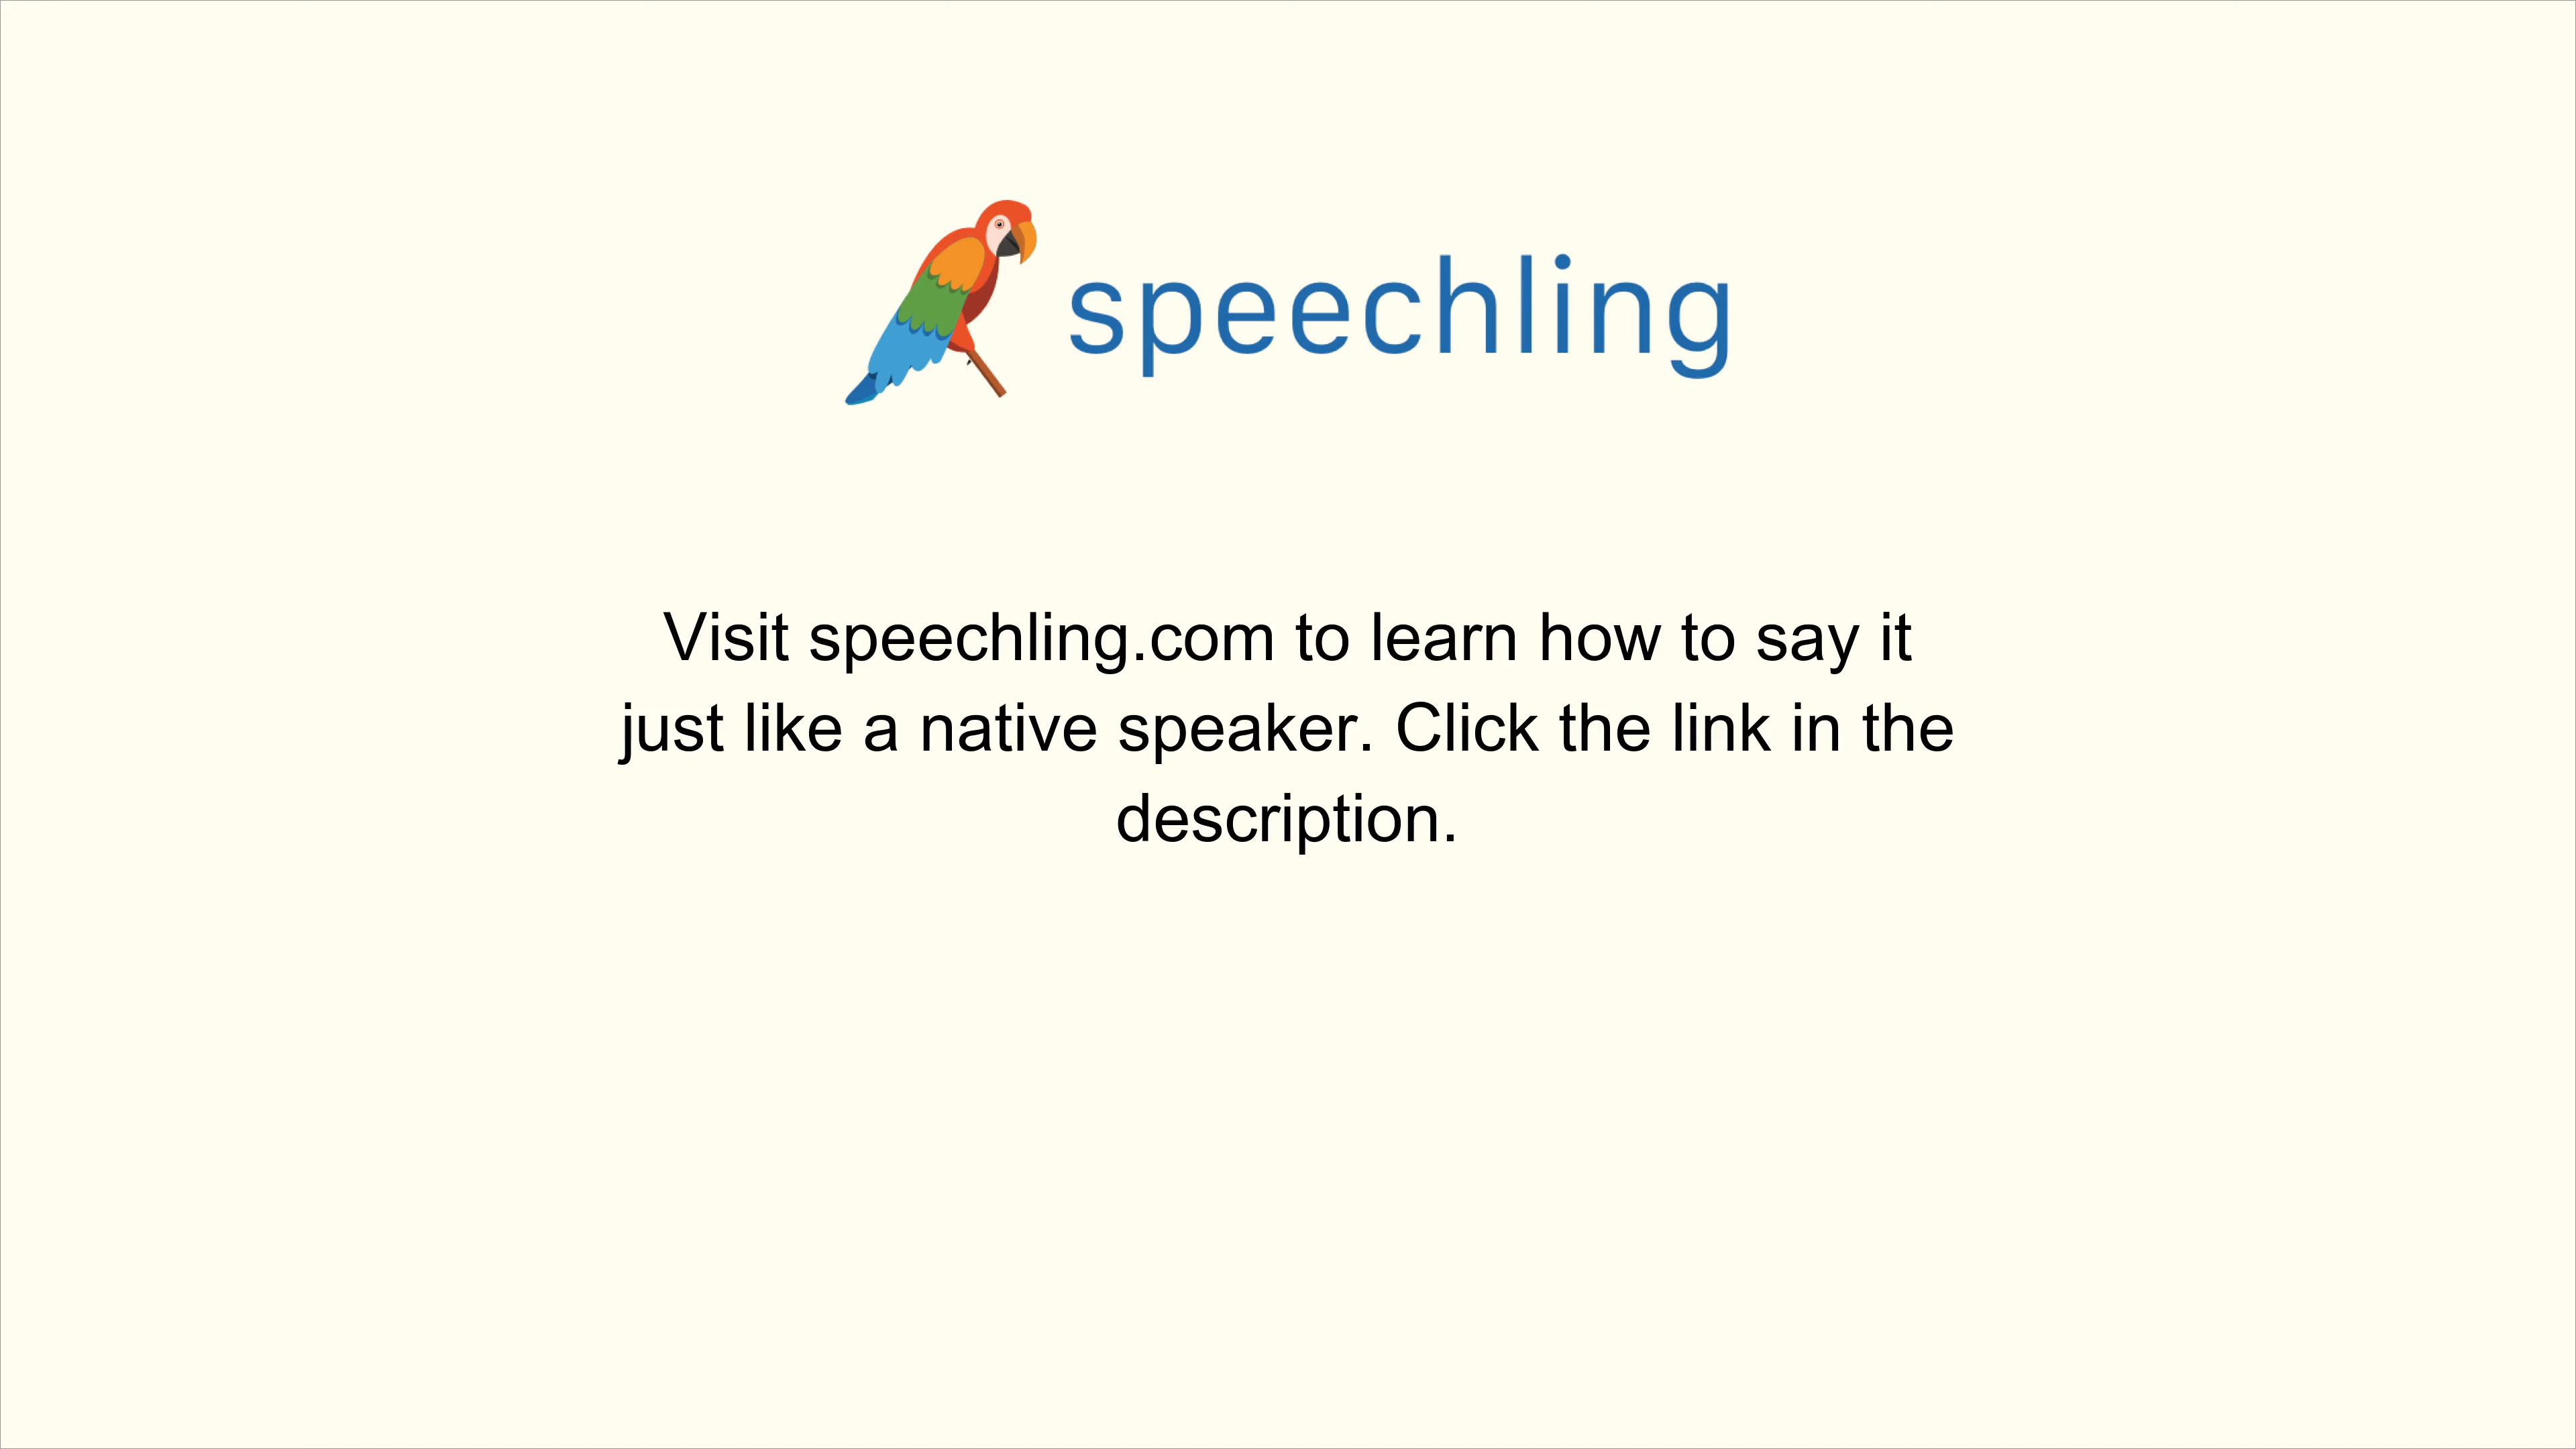 speechling
Visit speechling.com to learn how to say it
just like a native speaker. Click the link in the
description.